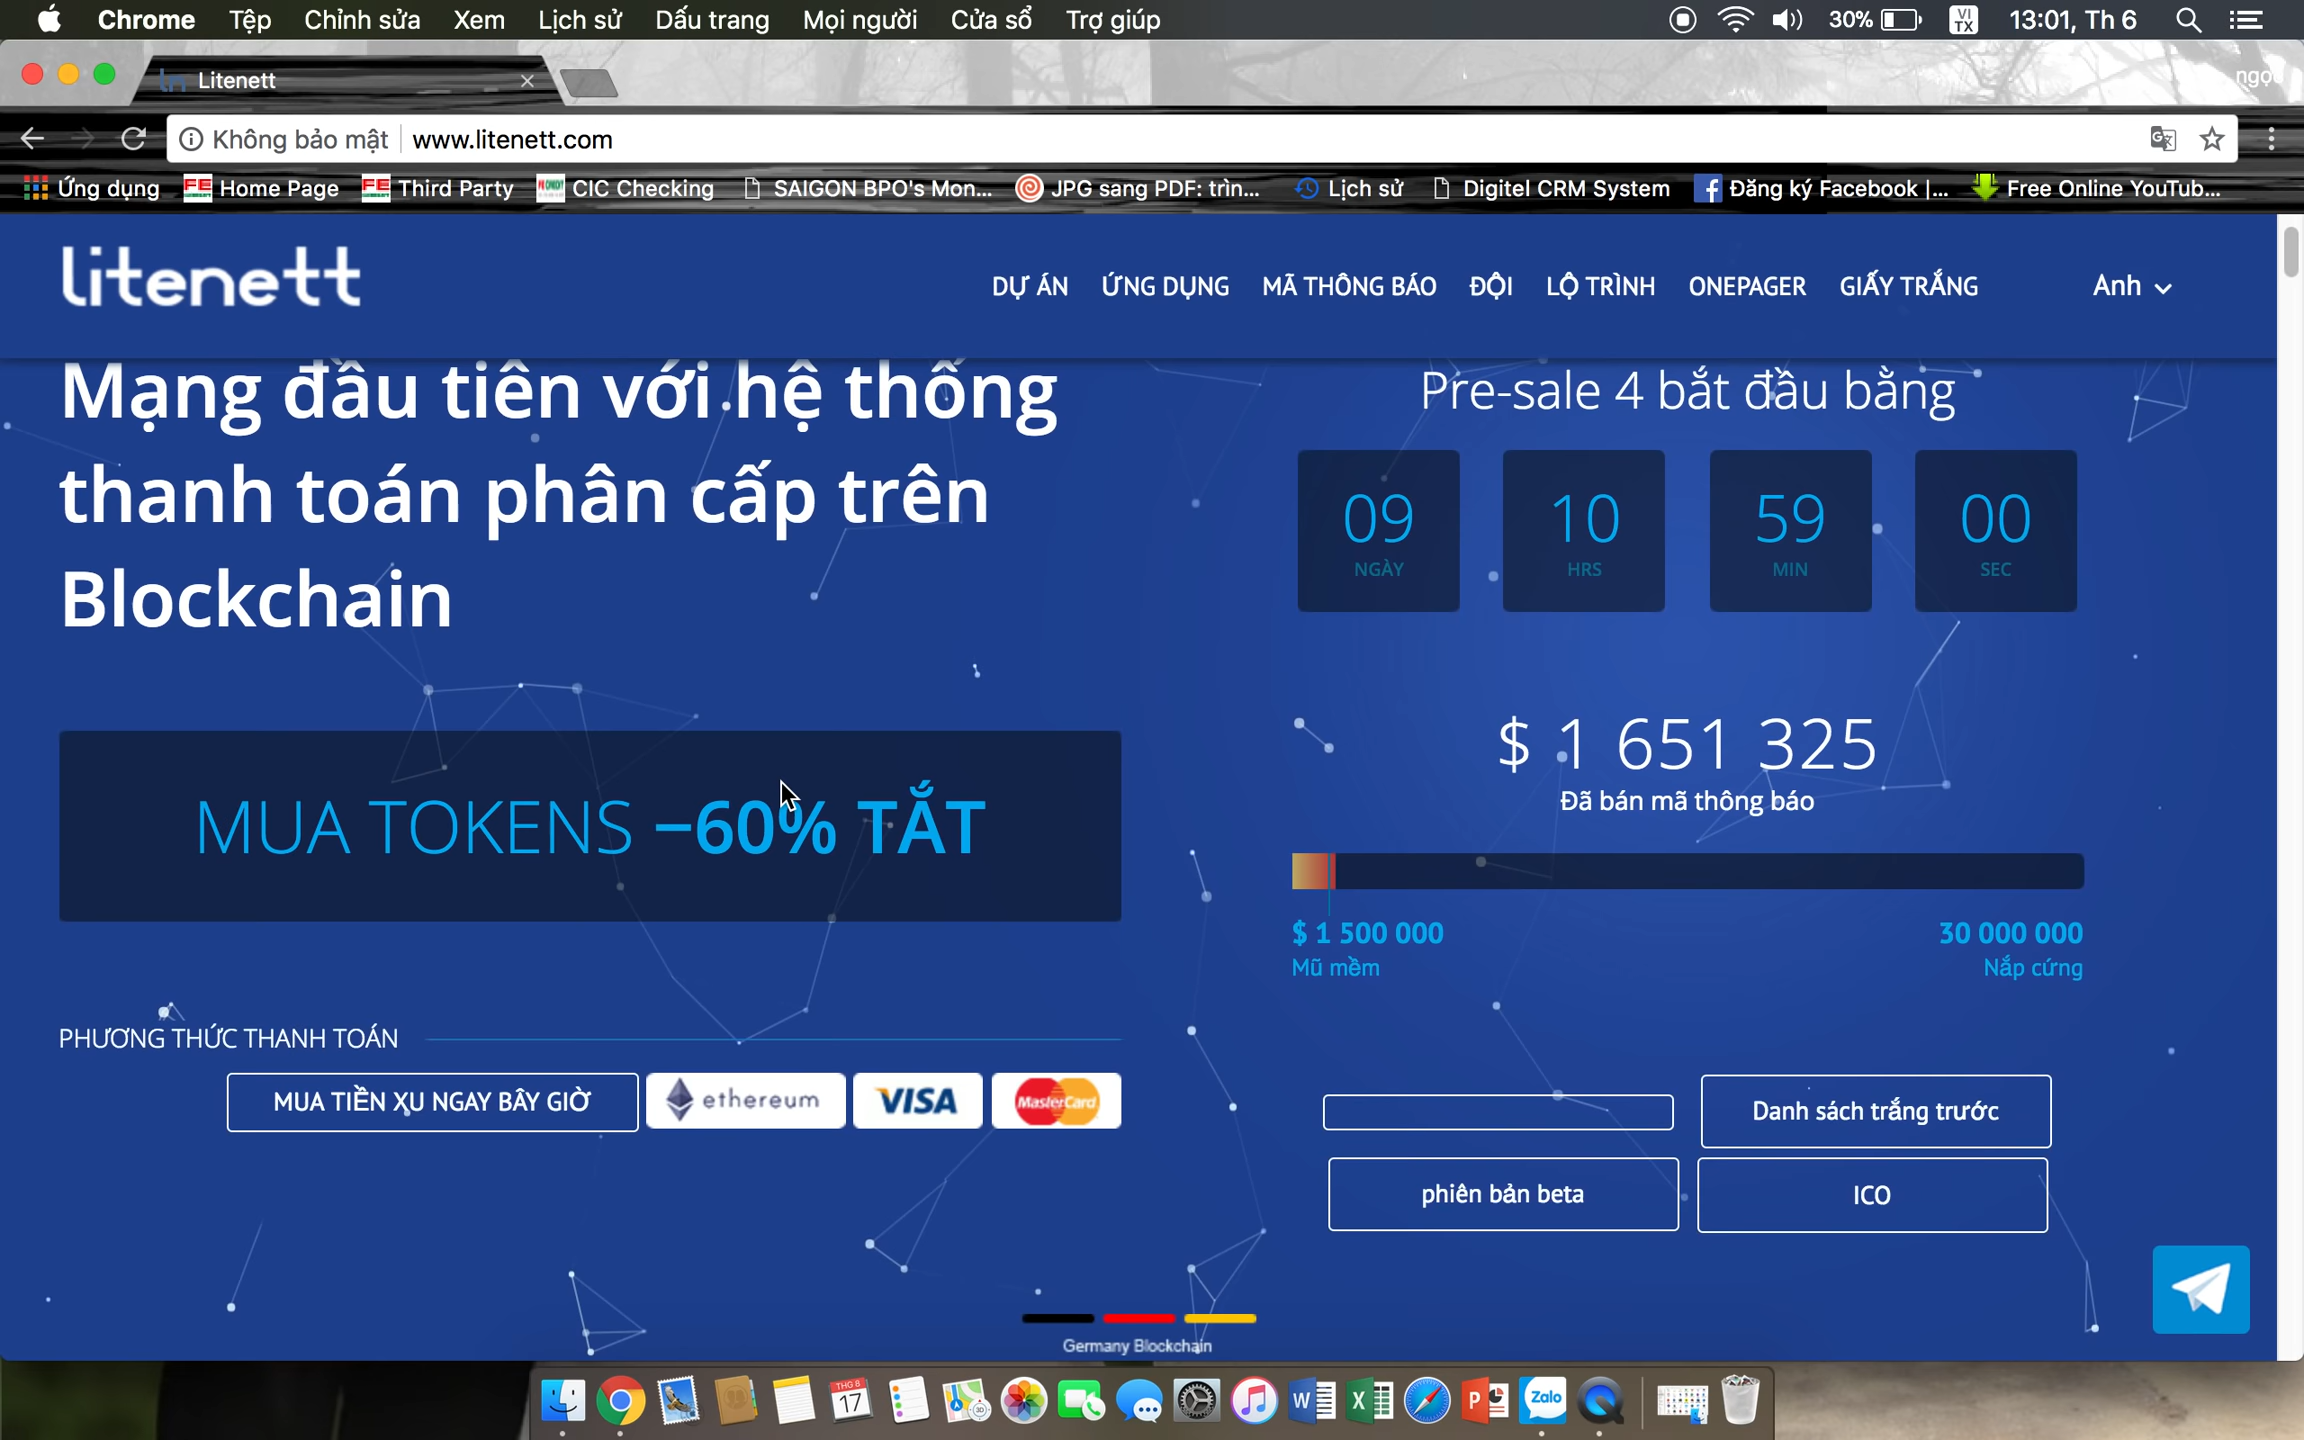 Chrome Tệp Chỉnh sửa Xem Lịch sử Dấu trang Mọi người Cửa sổ Trợ giúp 30% VI TX 13:01, Th 6
Litenett
Không bảo mật www.litenett.com
Ứng dụng Home Page Third Party CIC Checking SAIGON BPO's Mon... JPG sang PDF: trìn... Lịch sử Digitel CRM System Đăng ký Facebook |... Free Online YouTub...
litenett DỰ ÁN ỨNG DỤNG MÃ THÔNG BÁO ĐỘI LỘ TRÌNH ONEPAGER GIẤY TRẮNG Anh
Mạng đầu tiên với hệ thống
thanh toán phân cấp trên
Blockchain
MUA TOKENS –60% TẮT
PHƯƠNG THỨC THANH TOÁN
MUA TIỀN XU NGAY BÂY GIỜ ethereum VISA MasterCard
Pre-sale 4 bắt đầu bằng
09 10 59 00
NGÀY HRS MIN SEC
$ 1 651 325
Đã bán mã thông báo
$ 1 500 000 30 000 000
Mũ mềm Nắp cứng
Danh sách trắng trước
phiên bản beta ICO
Germany Blockchain
THG 8
17
Zalo